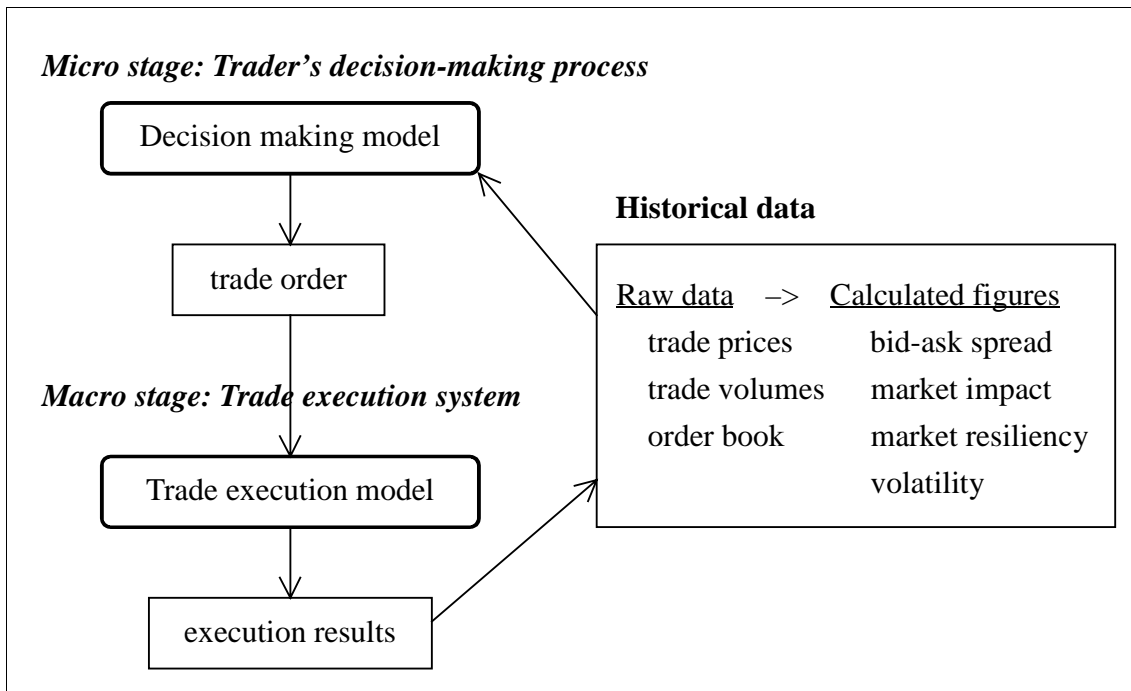 Micro stage: Trader’s decision-making process
Decision making model
trade order
Macro stage: Trade execution system
Trade execution model
execution results
Historical data
Raw data –> Calculated figures
trade prices bid-ask spread
trade volumes market impact
order book market resiliency
volatility